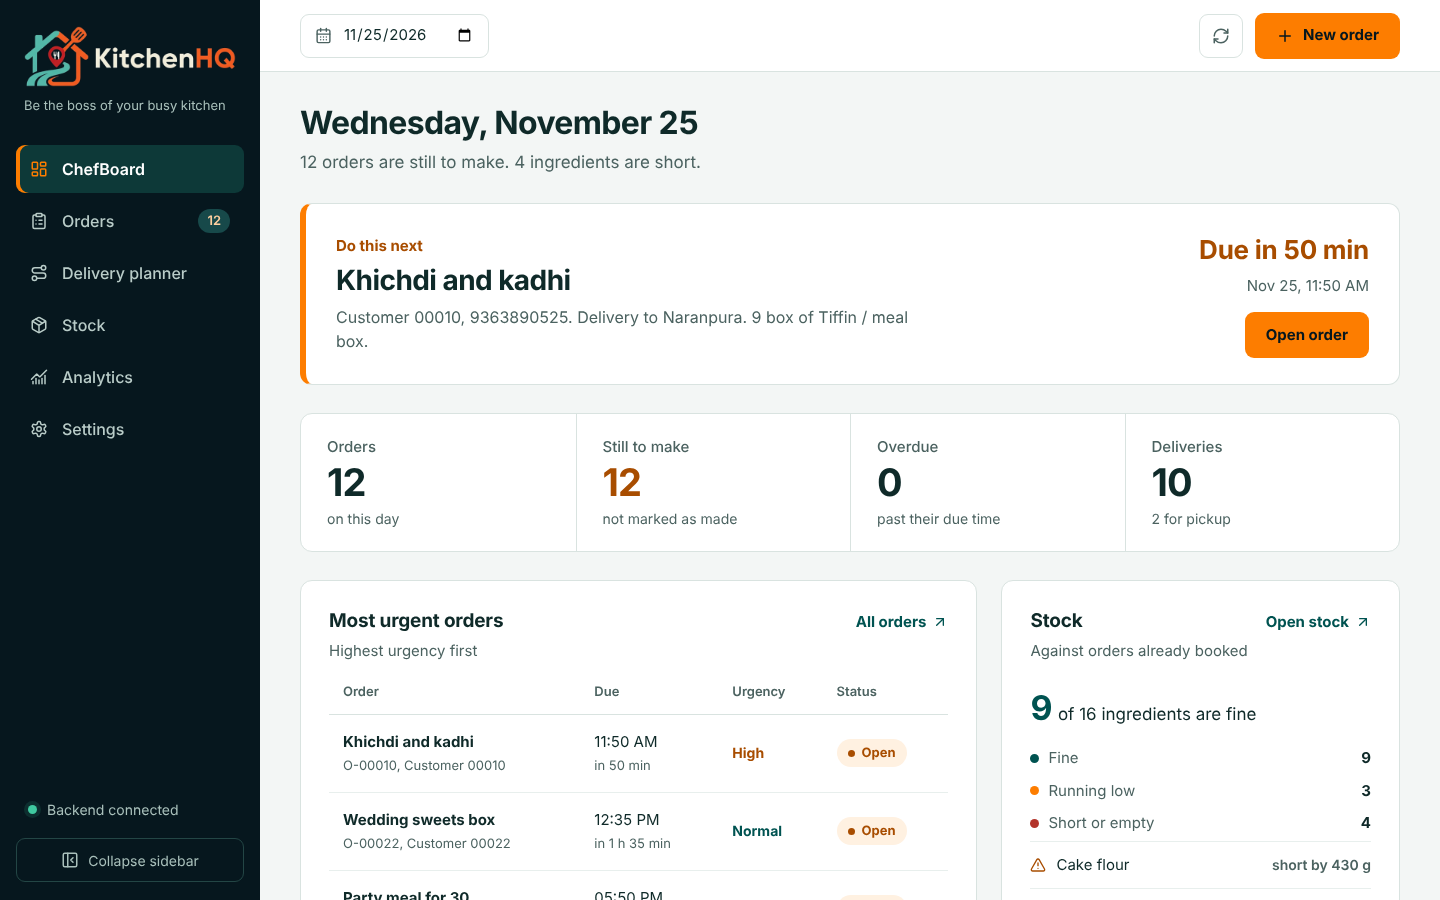 KitchenHQ
Be the boss of your busy kitchen
ChefBoard
Orders 12
Delivery planner
Stock
Analytics
Settings
Backend connected
Collapse sidebar
11/25/2026
New order
Wednesday, November 25
12 orders are still to make. 4 ingredients are short.
Do this next
Khichdi and kadhi
Customer 00010, 9363890525. Delivery to Naranpura. 9 box of Tiffin / meal
box.
Due in 50 min
Nov 25, 11:50 AM
Open order
Orders
12
on this day
Still to make
12
not marked as made
Overdue
0
past their due time
Deliveries
10
2 for pickup
Most urgent orders
All orders
Highest urgency first
Order Due Urgency Status
Khichdi and kadhi 11:50 AM High Open
O-00010, Customer 00010 in 50 min
Wedding sweets box 12:35 PM Normal Open
O-00022, Customer 00022 in 1 h 35 min
Party meal for 30 05:50 PM
Stock
Open stock
Against orders already booked
9 of 16 ingredients are fine
Fine 9
Running low 3
Short or empty 4
Cake flour short by 430 g